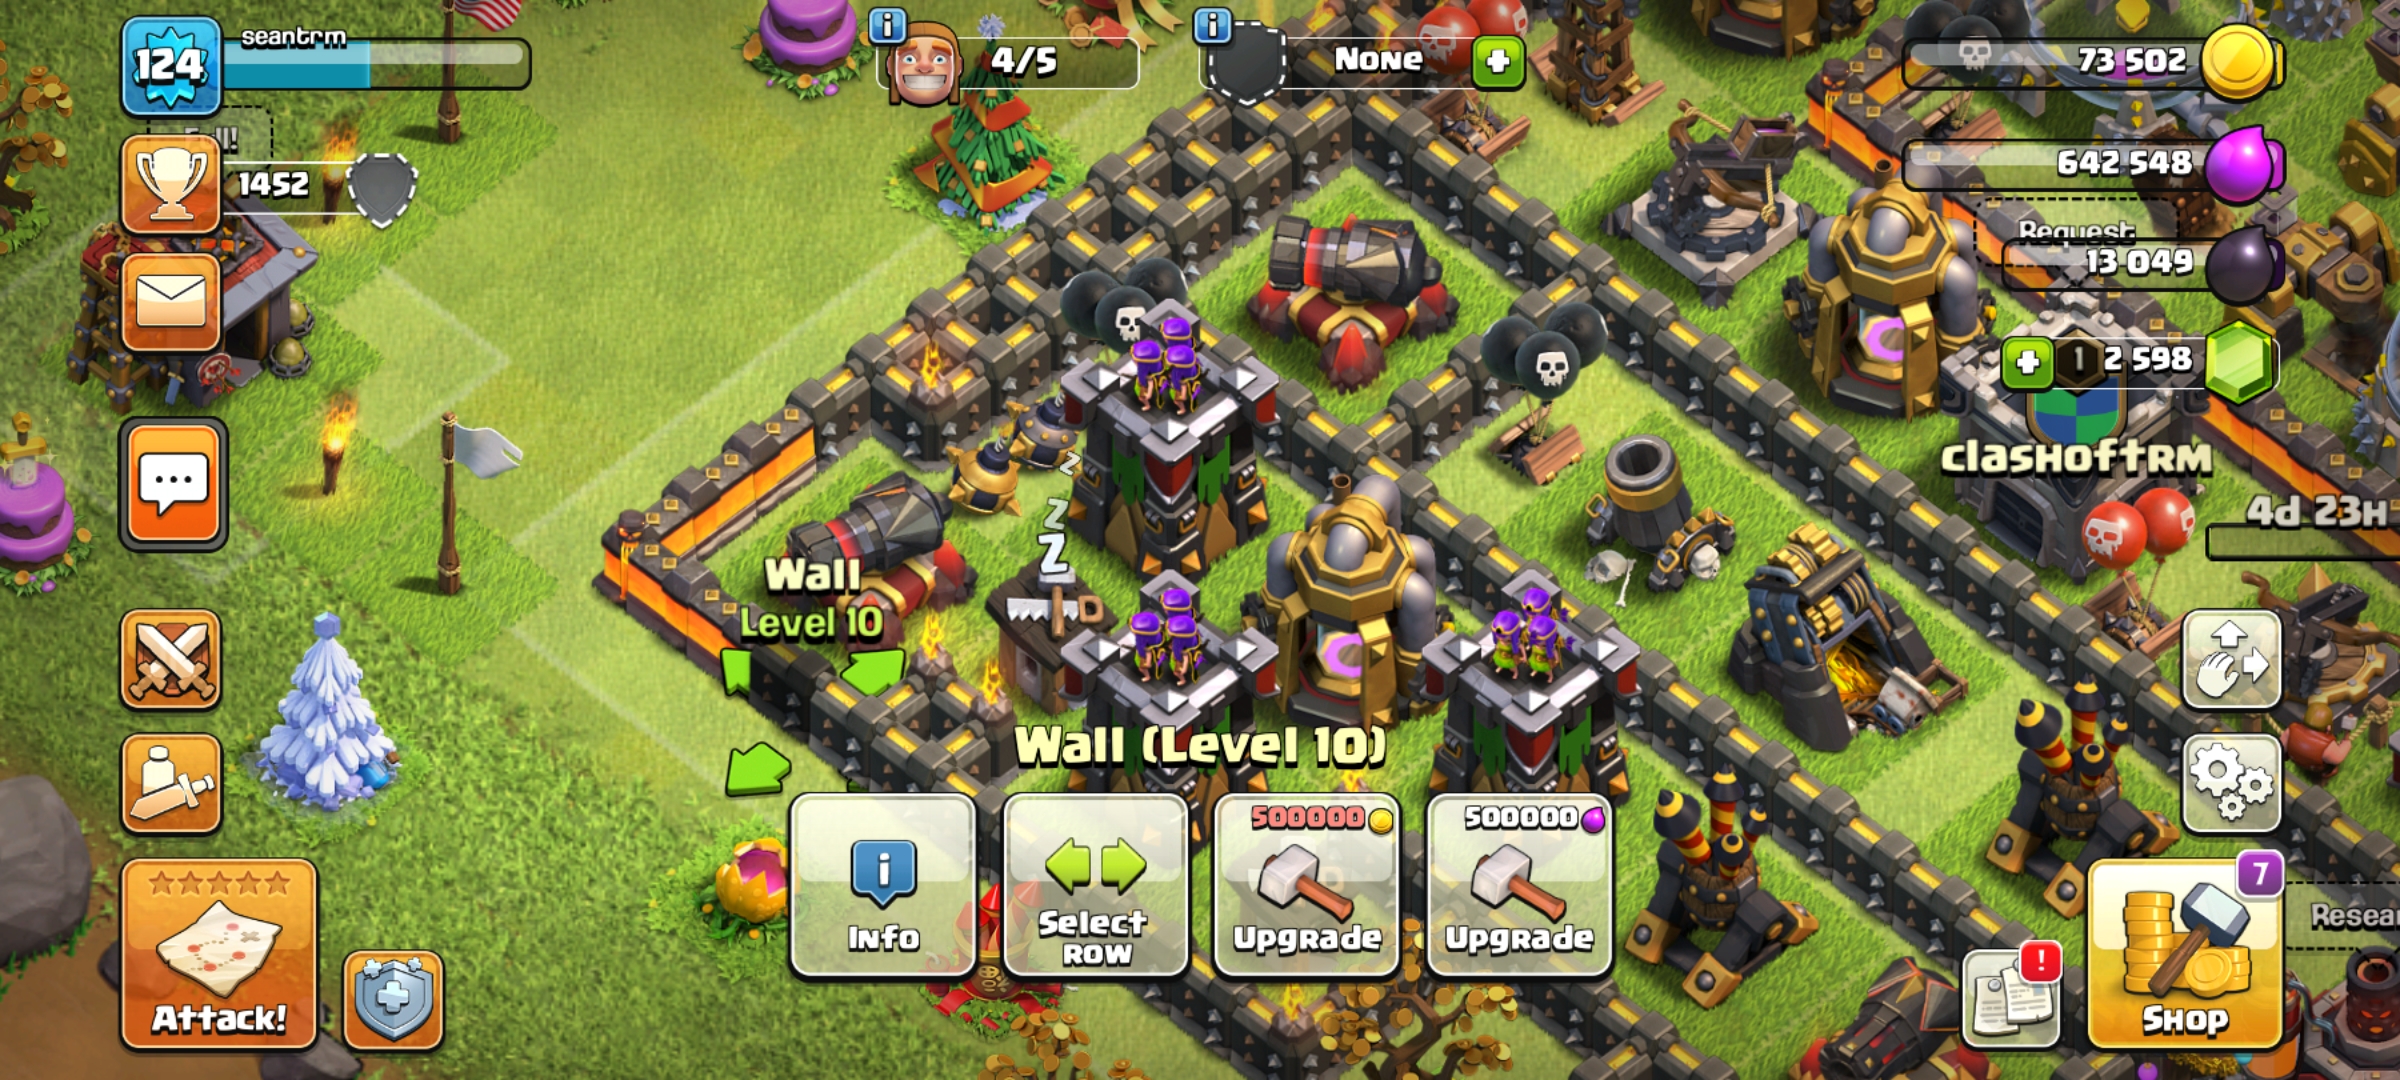 124
seantrm
4/5
None
73 502
1452
642 548
Request
13 049
1
2 598
clashoftRM
4d 23H
z
z
Z
Wall
Level 10
Wall (Level 10)
500000
500000
Info
Select
Row
Upgrade
Upgrade
7
!
Attack!
Shop